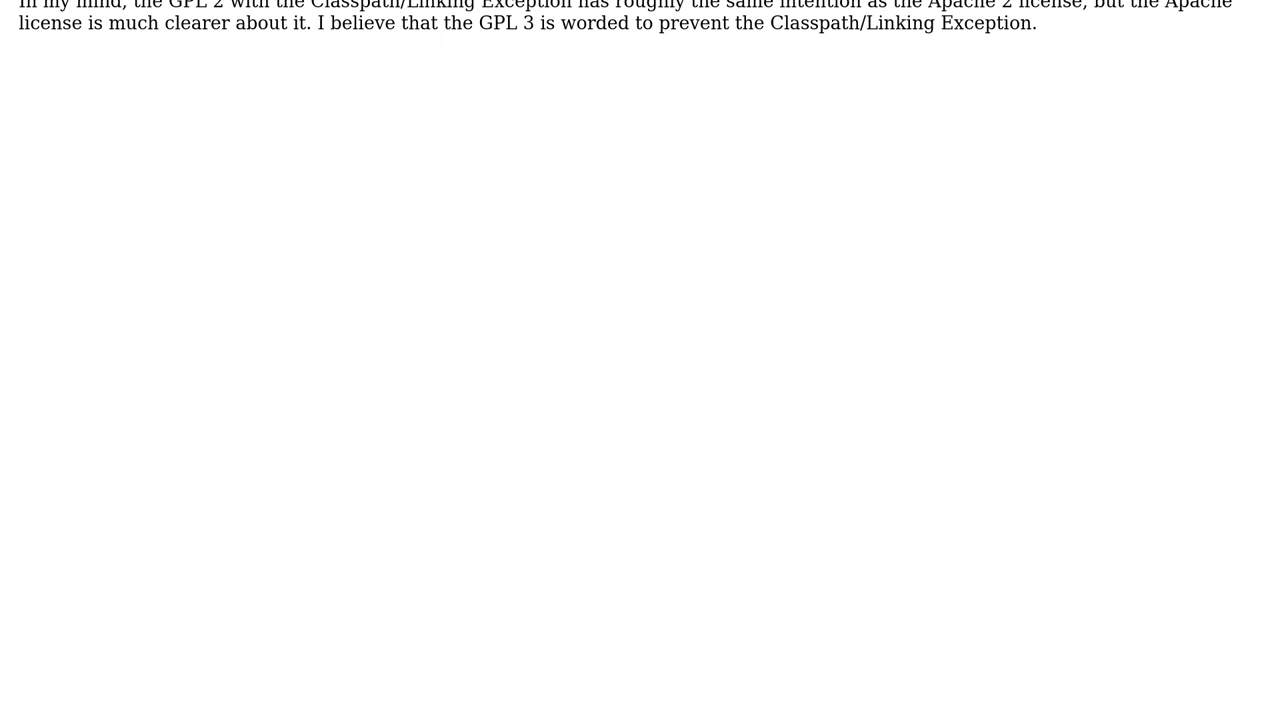 In my mind, the GPL 2 with the Classpath/Linking Exception has roughly the same intention as the Apache 2 license, but the Apache
license is much clearer about it. I believe that the GPL 3 is worded to prevent the Classpath/Linking Exception.